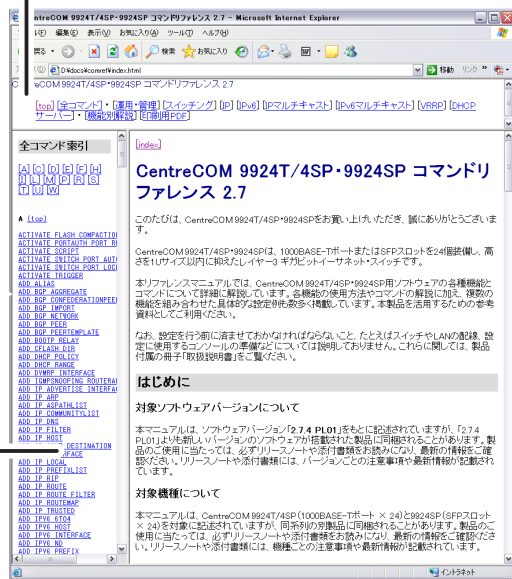 ntreCOM 9924T/4SP・9924SP コマンドリファレンス 2.7 - Microsoft Internet Explorer
編集(E) 表示(V) お気に入り(A) ツール(T) ヘルプ(H)
戻る 検索 お気に入り
D:¥docs¥comref¥index.html 移動 リンク
eCOM 9924T/4SP・9924SP コマンドリファレンス 2.7
[top] [全コマンド]・[運用・管理] [スイッチング] [IP] [IPv6] [IPマルチキャスト] [IPv6マルチキャスト] [VRRP] [DHCP
サーバー]・[機能別解説] [印刷用PDF]
全コマンド索引
[A] [C] [D] [E] [F] [H]
[I] [L] [M] [P] [R] [S]
[T] [U] [W]
A (top)
ACTIVATE FLASH COMPACTION
ACTIVATE PORTAUTH PORT R
ACTIVATE SCRIPT
ACTIVATE SWITCH PORT AUT
ACTIVATE SWITCH PORT LOC
ACTIVATE TRIGGER
ADD ALIAS
ADD BGP AGGREGATE
ADD BGP CONFEDERATIONPEE
ADD BGP IMPORT
ADD BGP NETWORK
ADD BGP PEER
ADD BGP PEERTEMPLATE
ADD BOOTP RELAY
ADD CFLASH DIR
ADD DHCP POLICY
ADD DHCP RANGE
ADD DVMRP INTERFACE
ADD IGMPSNOOPING ROUTERA
ADD IP ADVERTISE INTERFA
ADD IP ARP
ADD IP ASPATHLIST
ADD IP COMMUNITYLIST
ADD IP DNS
ADD IP FILTER
ADD IP HOST
DESTINATION
RFACE
ADD IP LOCAL
ADD IP PREFIXLIST
ADD IP RIP
ADD IP ROUTE
ADD IP ROUTE FILTER
ADD IP ROUTEMAP
ADD IP TRUSTED
ADD IPV6 6TO4
ADD IPV6 HOST
ADD IPV6 INTERFACE
ADD IPV6 ND
ADD IPV6 PREFIX
[index]
CentreCOM 9924T/4SP・9924SP コマンドリ
ファレンス 2.7
このたびは、CentreCOM 9924T/4SP・9924SPをお買い上げいただき、誠にありがとうございま
す。
CentreCOM 9924T/4SP・9924SPは、1000BASE-TポートまたはSFPスロットを24個装備し、高
さを1Uサイズ以内に抑えたレイヤー3 ギガビットイーサネット・スイッチです。
本リファレンスマニュアルでは、CentreCOM 9924T/4SP・9924SP用ソフトウェアの各種機能と
コマンドについて詳細に解説しています。各機能の使用方法やコマンドの解説に加え、複数の
機能を組み合わせた具体的な設定例も数多く掲載しています。本製品を活用するための参考
資料としてご利用ください。
なお、設定を行う前に済ませておかなければならないこと、たとえばスイッチやLANの配線、設
定に使用するコンソールの準備などについては説明しておりません。これらに関しては、製品
付属の冊子「取扱説明書」をご覧ください。
はじめに
対象ソフトウェアバージョンについて
本マニュアルは、ソフトウェアバージョン「2.7.4 PL01」をもとに記述されていますが、「2.7.4
PL01」よりも新しいバージョンのソフトウェアが搭載された製品に同梱されることがあります。製
品のご使用に当たっては、必ずリリースノートや添付書類をお読みになり、最新の情報をご確
認ください。リリースノートや添付書類には、バージョンごとの注意事項や最新情報が記載され
ています。
対象機種について
本マニュアルは、CentreCOM 9924T/4SP（1000BASE-Tポート × 24）と9924SP（SFPスロット
× 24）を対象に記述されていますが、同系列の別製品に同梱されることがあります。製品のご
使用に当たっては、必ずリリースノートや添付書類をお読みになり、最新の情報をご確認くださ
い。リリースノートや添付書類には、機種ごとの注意事項や最新情報が記載されています。
イントラネット